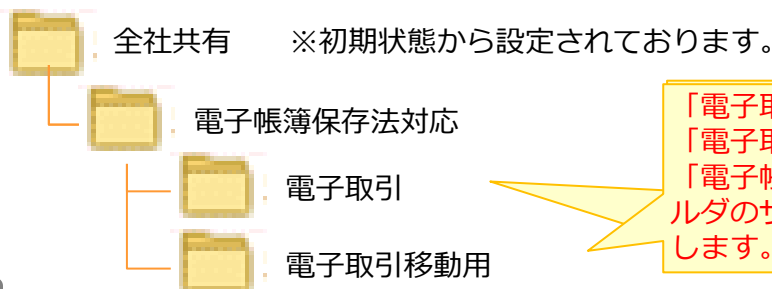 全社共有　　※初期状態から設定されております。
電子帳簿保存法対応
電子取引
電子取引移動用
「電子取
「電子取
「電子帳
ルダのサ
します。